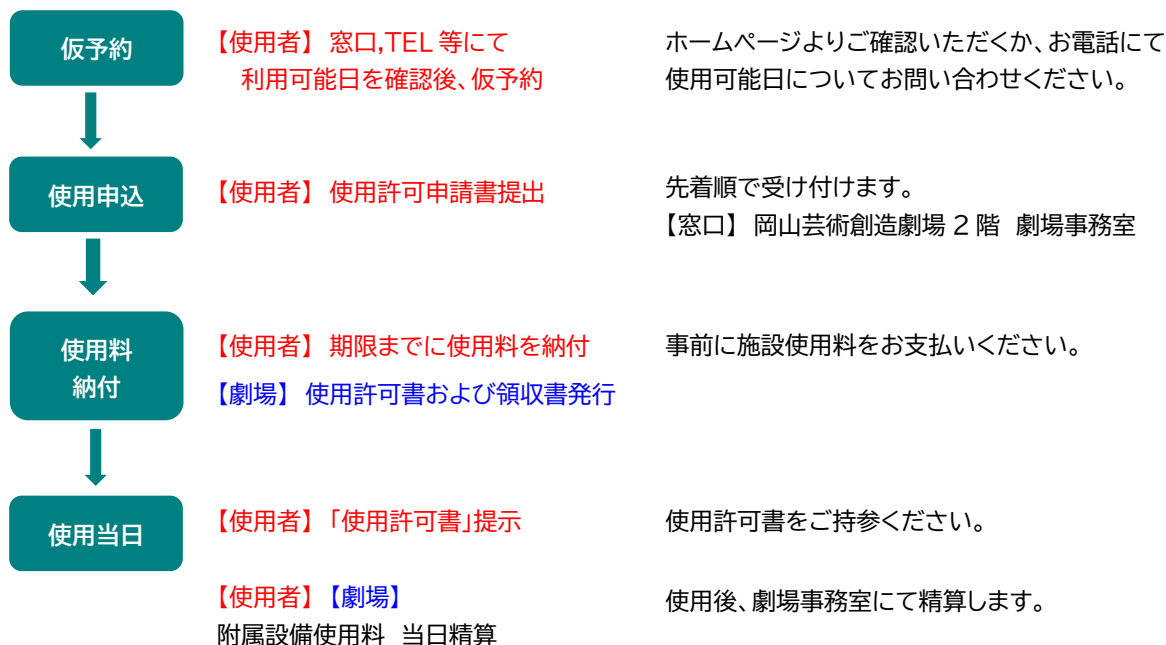 仮予約
【使用者】 窓口,TEL 等にて
利用可能日を確認後、仮予約
ホームページよりご確認いただくか、お電話にて
使用可能日についてお問い合わせください。
使用申込
【使用者】 使用許可申請書提出
先着順で受け付けます。
【窓口】 岡山芸術創造劇場 2 階 劇場事務室
使用料
納付
【使用者】 期限までに使用料を納付
【劇場】 使用許可書および領収書発行
事前に施設使用料をお支払いください。
使用当日
【使用者】「使用許可書」提示
使用許可書をご持参ください。
【使用者】【劇場】
附属設備使用料 当日精算
使用後、劇場事務室にて精算します。